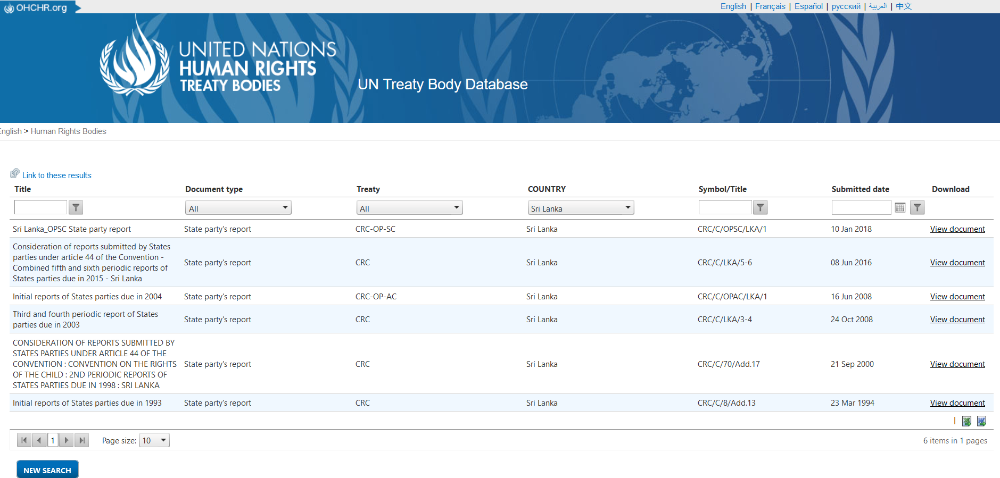 OHCHR.org
English | Français | Español | русский | العربية | 中文
UNITED NATIONS
HUMAN RIGHTS
TREATY BODIES
UN Treaty Body Database
English > Human Rights Bodies
Link to these results
Title Document type Treaty COUNTRY Symbol/Title Submitted date Download
All All Sri Lanka
Sri Lanka_OPSC State party report State party's report CRC-OP-SC Sri Lanka CRC/C/OPSC/LKA/1 10 Jan 2018 View document
Consideration of reports submitted by States
parties under article 44 of the Convention -
Combined fifth and sixth periodic reports of
States parties due in 2015 - Sri Lanka
State party's report CRC Sri Lanka CRC/C/LKA/5-6 08 Jun 2016 View document
Initial reports of States parties due in 2004 State party's report CRC-OP-AC Sri Lanka CRC/C/OPAC/LKA/1 16 Jun 2008 View document
Third and fourth periodic report of States
parties due in 2003
State party's report CRC Sri Lanka CRC/C/LKA/3-4 24 Oct 2008 View document
CONSIDERATION OF REPORTS SUBMITTED BY
STATES PARTIES UNDER ARTICLE 44 OF THE
CONVENTION : CONVENTION ON THE RIGHTS
OF THE CHILD : 2ND PERIODIC REPORTS OF
STATES PARTIES DUE IN 1998 : SRI LANKA
State party's report CRC Sri Lanka CRC/C/70/Add.17 21 Sep 2000 View document
Initial reports of States parties due in 1993 State party's report CRC Sri Lanka CRC/C/8/Add.13 23 Mar 1994 View document
|
1 Page size: 10 6 items in 1 pages
NEW SEARCH